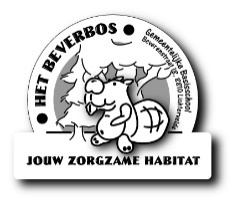 HET BEVERBOS
Gemeentelijke Basisschool
JOUW ZORGZAME HABITAT